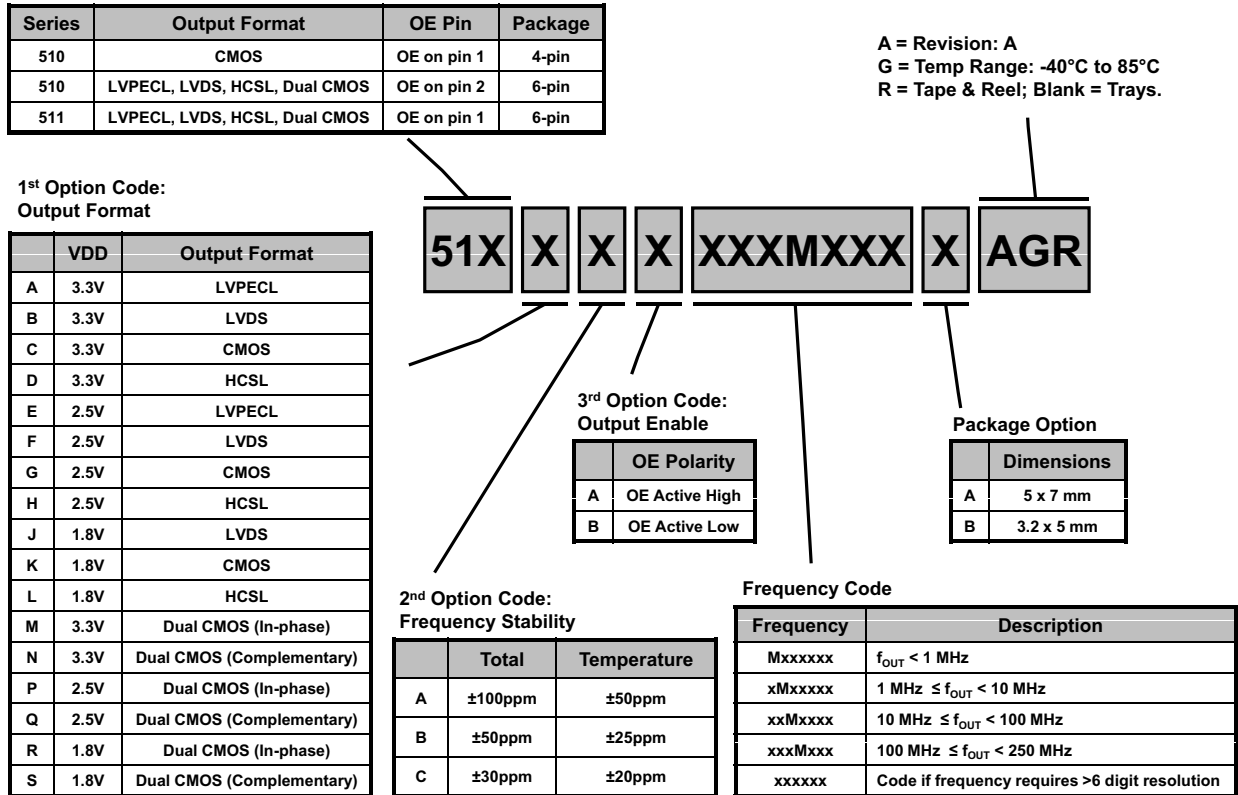 Series Output Format OE Pin Package
510 CMOS OE on pin 1 4-pin
510 LVPECL, LVDS, HCSL, Dual CMOS OE on pin 2 6-pin
511 LVPECL, LVDS, HCSL, Dual CMOS OE on pin 1 6-pin
A = Revision: A
G = Temp Range: -40°C to 85°C
R = Tape & Reel; Blank = Trays.
51X X X X XXXMXXX X AGR
1st Option Code:
Output Format
VDD Output Format
A 3.3V LVPECL
B 3.3V LVDS
C 3.3V CMOS
D 3.3V HCSL
E 2.5V LVPECL
F 2.5V LVDS
G 2.5V CMOS
H 2.5V HCSL
J 1.8V LVDS
K 1.8V CMOS
L 1.8V HCSL
M 3.3V Dual CMOS (In-phase)
N 3.3V Dual CMOS (Complementary)
P 2.5V Dual CMOS (In-phase)
Q 2.5V Dual CMOS (Complementary)
R 1.8V Dual CMOS (In-phase)
S 1.8V Dual CMOS (Complementary)
3rd Option Code:
Output Enable
OE Polarity
A OE Active High
B OE Active Low
Package Option
Dimensions
A 5 x 7 mm
B 3.2 x 5 mm
2nd Option Code:
Frequency Stability
Total Temperature
A ±100ppm ±50ppm
B ±50ppm ±25ppm
C ±30ppm ±20ppm
Frequency Code
Frequency Description
Mxxxxxx fOUT < 1 MHz
xMxxxxx 1 MHz ≤ fOUT < 10 MHz
xxMxxxx 10 MHz ≤ fOUT < 100 MHz
xxxMxxx 100 MHz ≤ fOUT < 250 MHz
xxxxxx Code if frequency requires >6 digit resolution